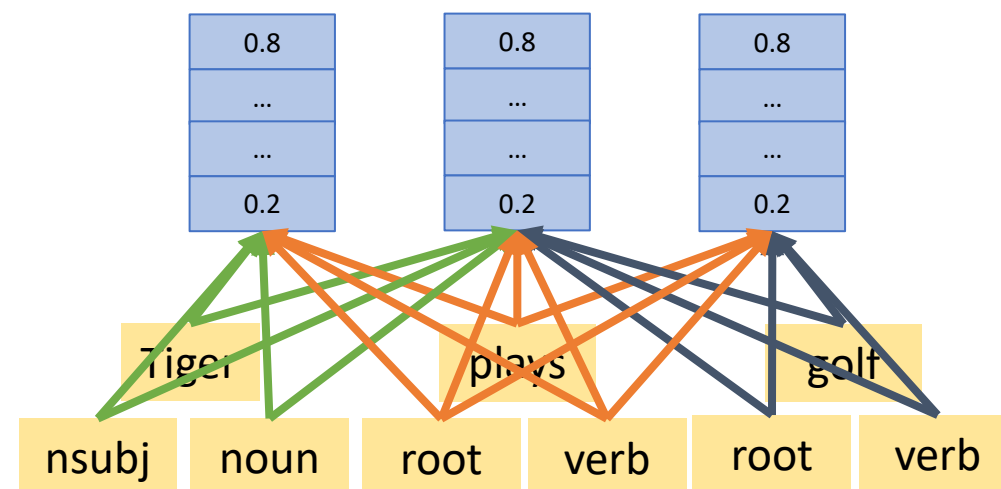 0.8 0.8 0.8
... ... ...
... ... ...
0.2 0.2 0.2
Tiger plays golf
nsubj noun root verb root verb